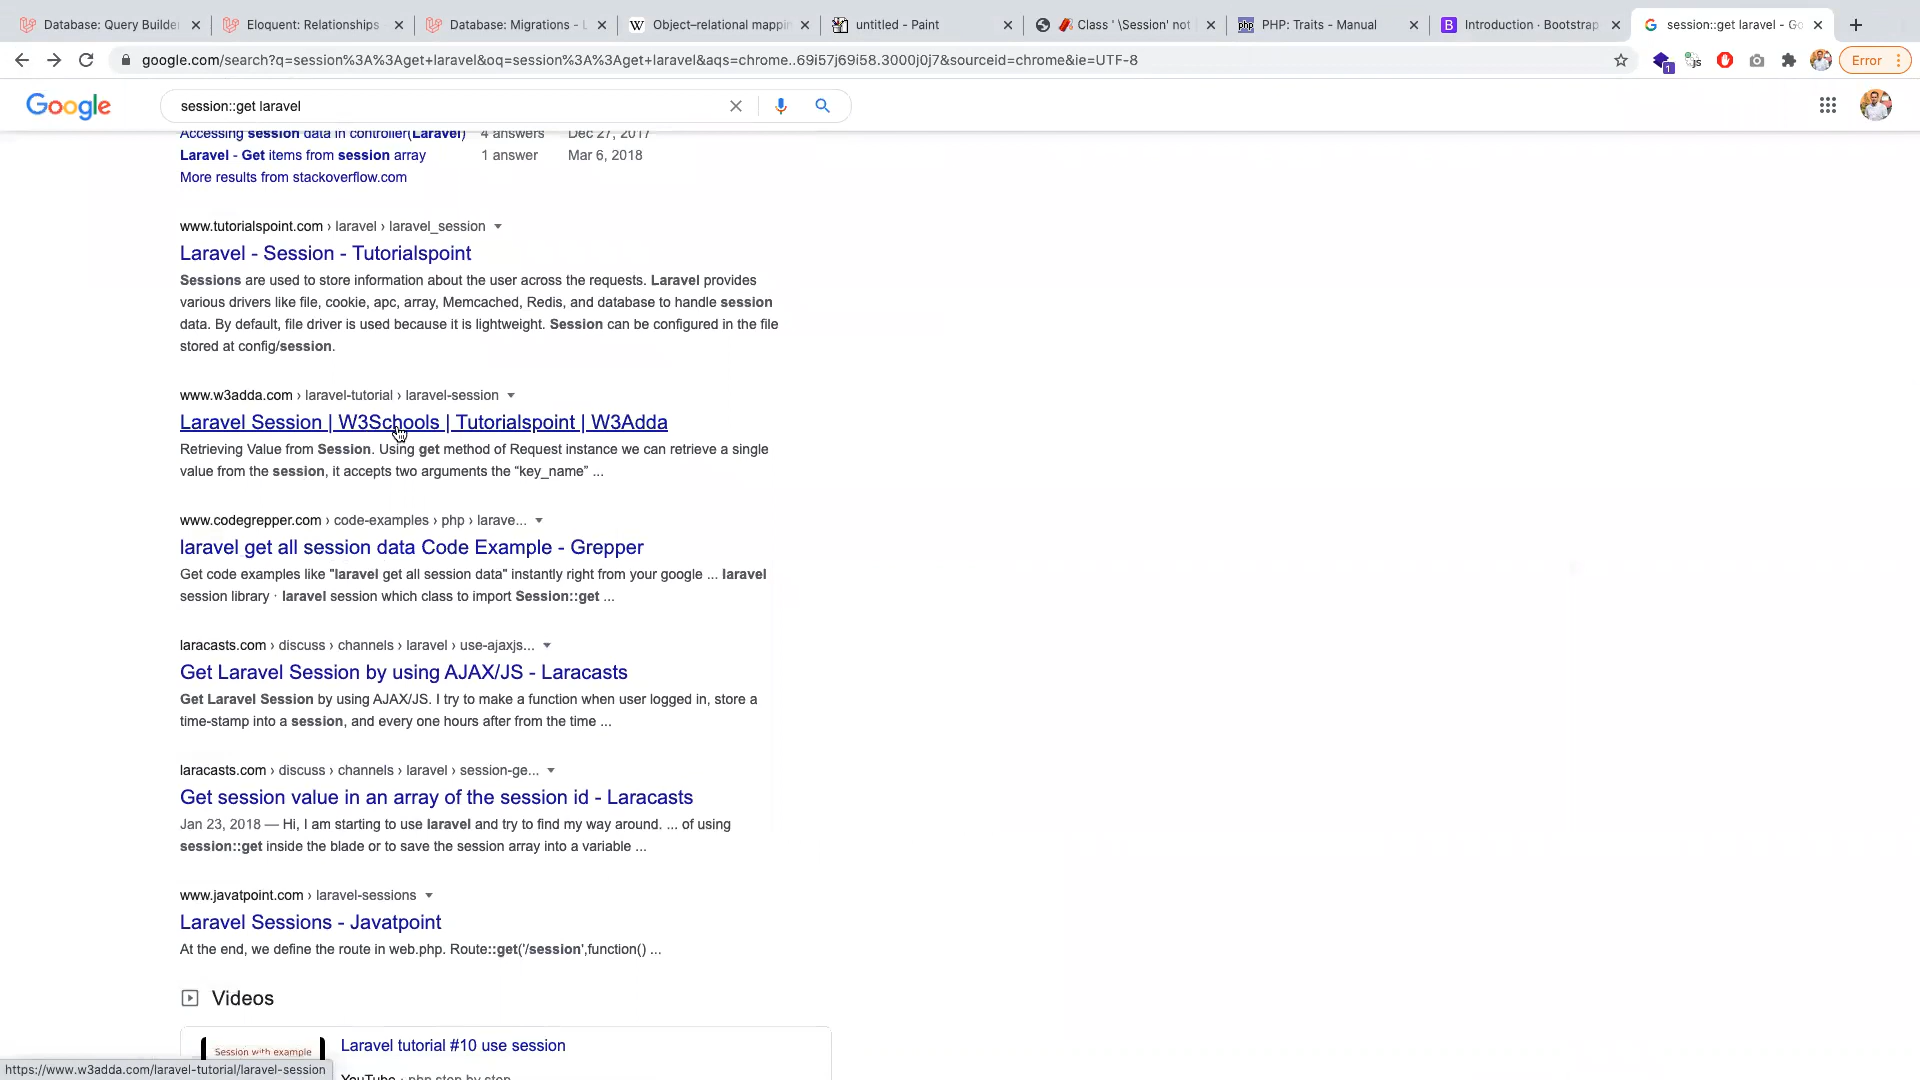 Database: Query Builder
Eloquent: Relationships
Database: Migrations - L
W Object–relational mappin
untitled - Paint
Class ' \Session' not
php PHP: Traits - Manual
B Introduction · Bootstrap
G session::get laravel - Go
google.com/search?q=session%3A%3Aget+laravel&oq=session%3A%3Aget+laravel&aqs=chrome..69i57j69i58.3000j0j7&sourceid=chrome&ie=UTF-8
1
js
Error
Google
session::get laravel
Accessing session data in controller(Laravel) 4 answers Dec 27, 2017
Laravel - Get items from session array 1 answer Mar 6, 2018
More results from stackoverflow.com
www.tutorialspoint.com › laravel › laravel_session
Laravel - Session - Tutorialspoint
Sessions are used to store information about the user across the requests. Laravel provides
various drivers like file, cookie, apc, array, Memcached, Redis, and database to handle session
data. By default, file driver is used because it is lightweight. Session can be configured in the file
stored at config/session.
www.w3adda.com › laravel-tutorial › laravel-session
Laravel Session | W3Schools | Tutorialspoint | W3Adda
Retrieving Value from Session. Using get method of Request instance we can retrieve a single
value from the session, it accepts two arguments the “key_name” ...
www.codegrepper.com › code-examples › php › larave...
laravel get all session data Code Example - Grepper
Get code examples like "laravel get all session data" instantly right from your google ... laravel
session library · laravel session which class to import Session::get ...
laracasts.com › discuss › channels › laravel › use-ajaxjs...
Get Laravel Session by using AJAX/JS - Laracasts
Get Laravel Session by using AJAX/JS. I try to make a function when user logged in, store a
time-stamp into a session, and every one hours after from the time ...
laracasts.com › discuss › channels › laravel › session-ge...
Get session value in an array of the session id - Laracasts
Jan 23, 2018 — Hi, I am starting to use laravel and try to find my way around. ... of using
session::get inside the blade or to save the session array into a variable ...
www.javatpoint.com › laravel-sessions
Laravel Sessions - Javatpoint
At the end, we define the route in web.php. Route::get('/session',function() ...
Videos
Session with example
Laravel tutorial #10 use session
YouTube · php step by step
https://www.w3adda.com/laravel-tutorial/laravel-session